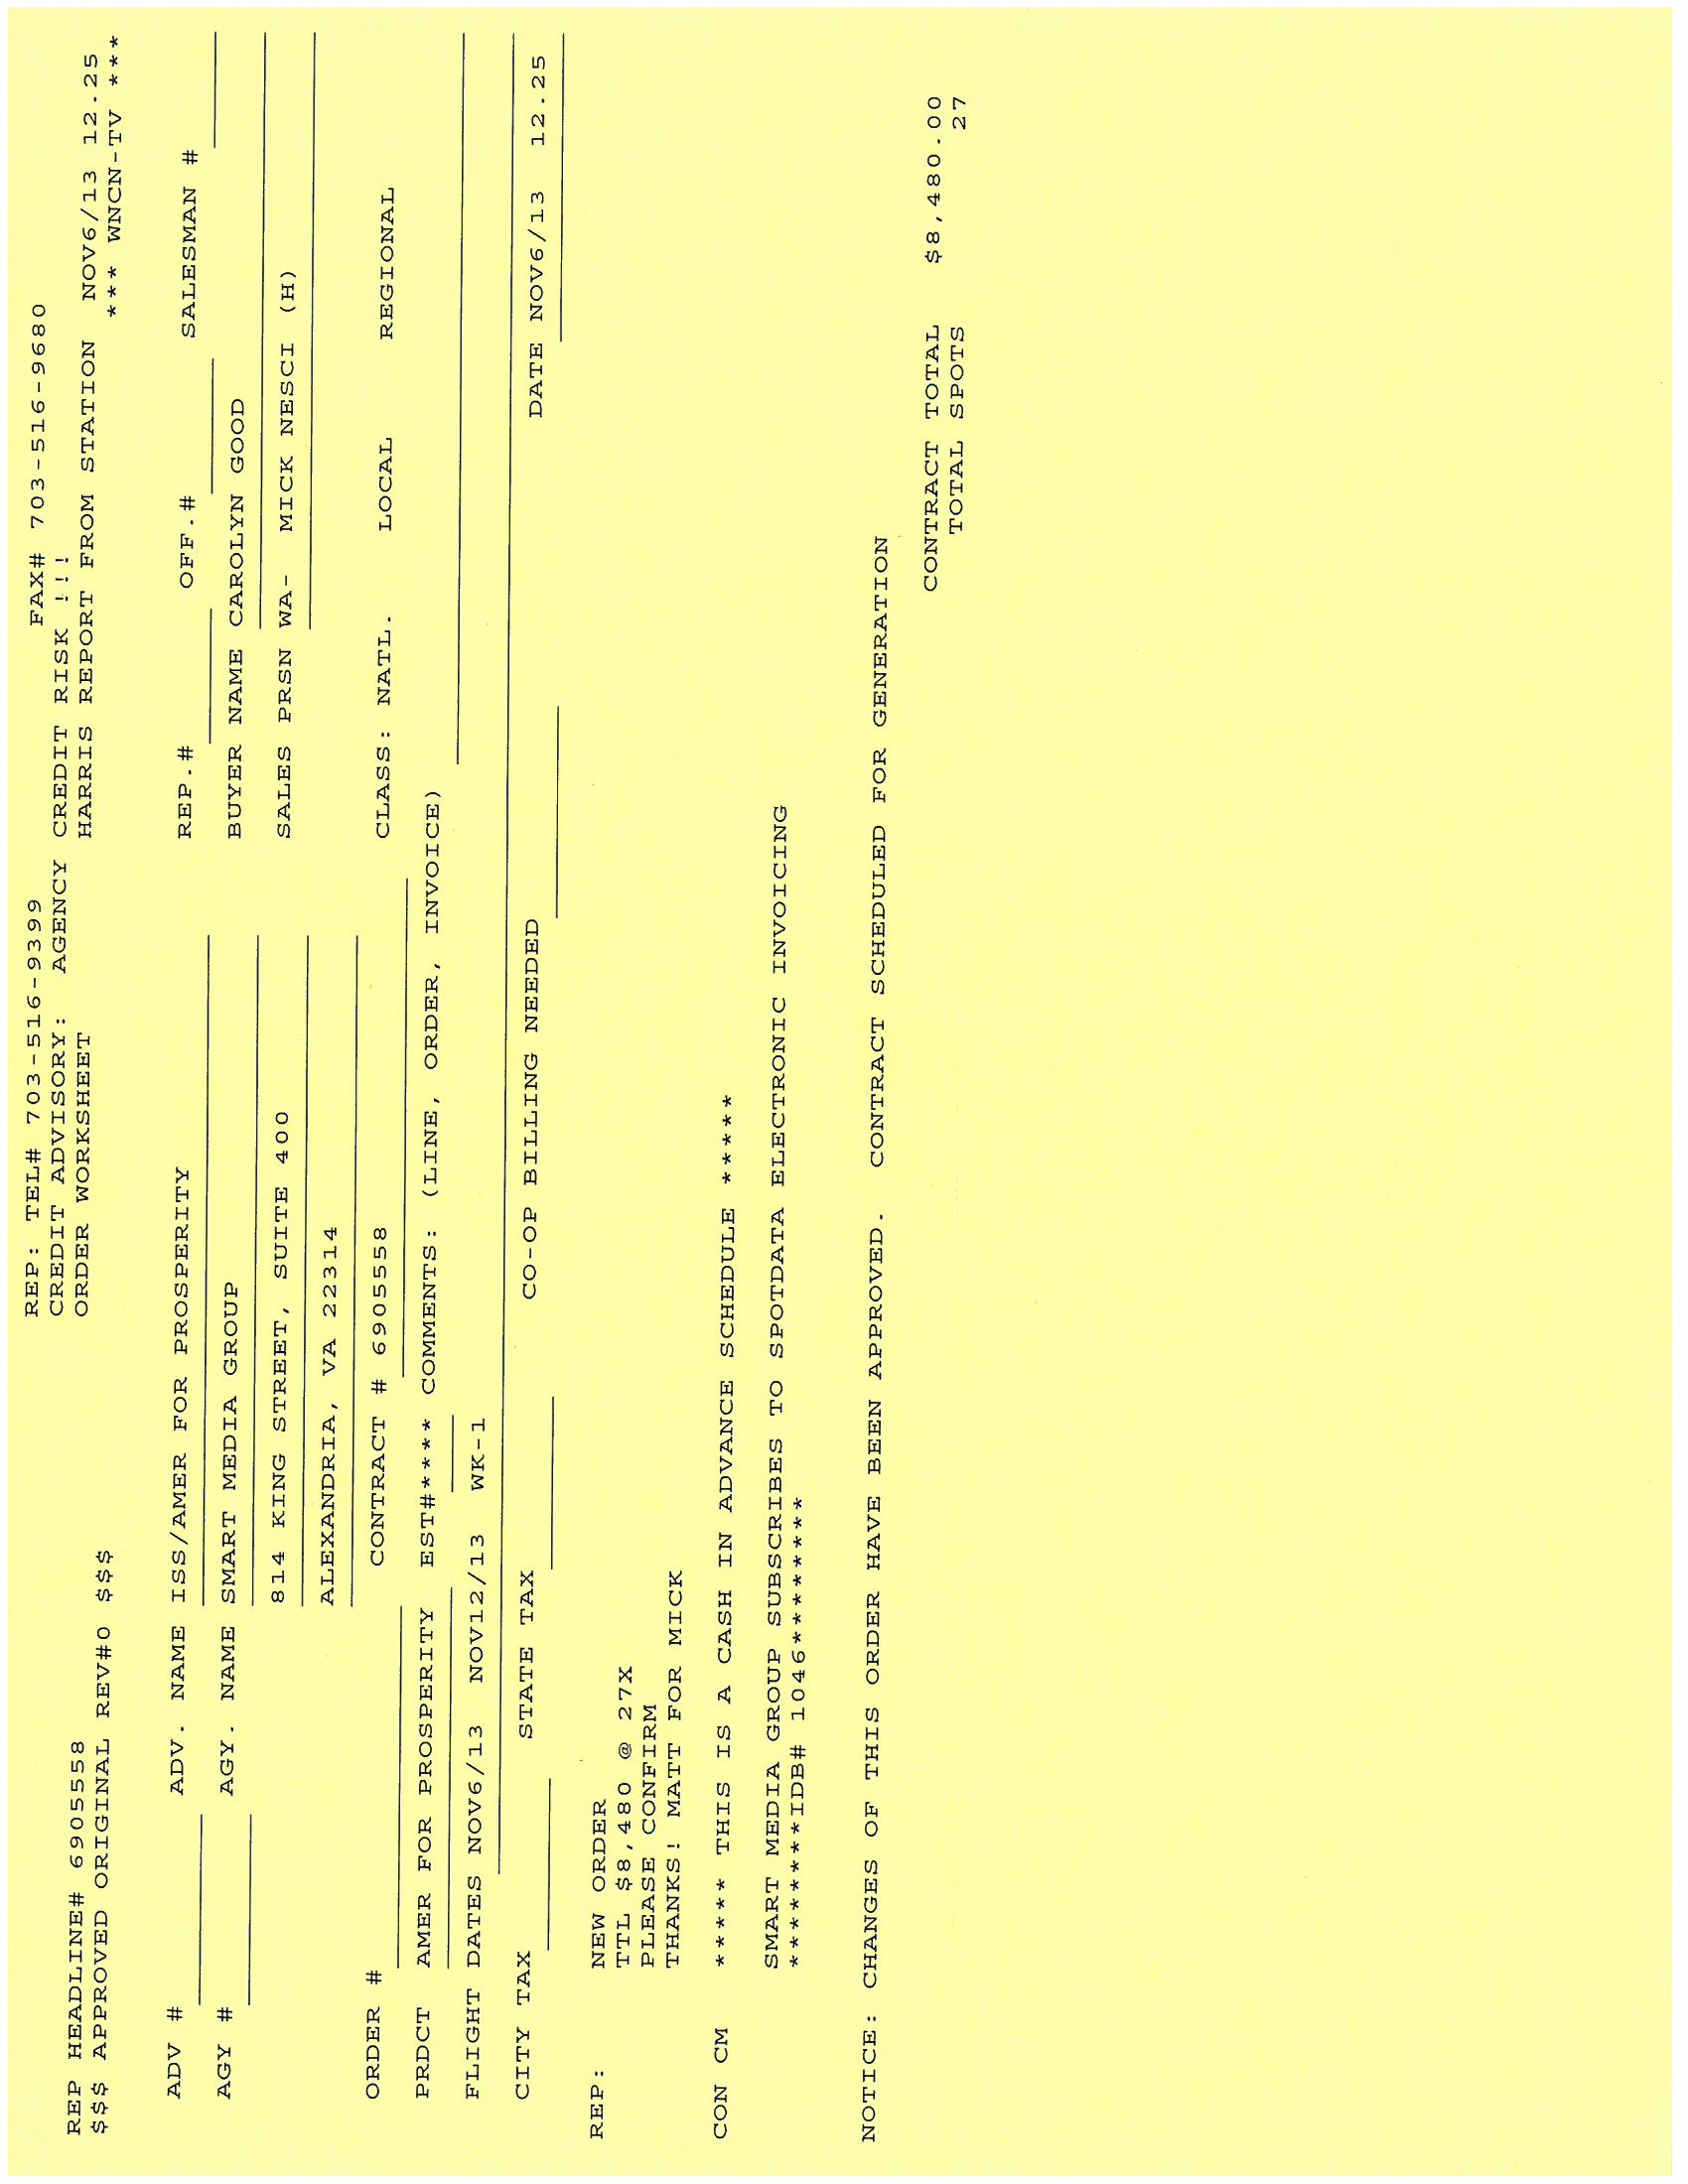 REP: TEL# 703-516-9399 FAX# 703-516-9680
CREDIT ADVISORY: AGENCY CREDIT RISK !!!
REP HEADLINE# 6905558 ORDER WORKSHEET HARRIS REPORT FROM STATION NOV6/13 12.25
$$$ APPROVED ORIGINAL REV#0 $$$ *** WNCN-TV ***
ADV # ADV. NAME ISS/AMER FOR PROSPERITY REP.# OFF.# SALESMAN #
AGY # AGY. NAME SMART MEDIA GROUP BUYER NAME CAROLYN GOOD
814 KING STREET, SUITE 400 SALES PRSN WA- MICK NESCI (H)
ALEXANDRIA, VA 22314
ORDER # CONTRACT # 6905558 CLASS: NATL. LOCAL REGIONAL
PRDCT AMER FOR PROSPERITY EST#**** COMMENTS: (LINE, ORDER, INVOICE)
FLIGHT DATES NOV6/13 NOV12/13 WK-1
CITY TAX STATE TAX CO-OP BILLING NEEDED DATE NOV6/13 12.25
REP: NEW ORDER
TTL $8,480 @ 27X
PLEASE CONFIRM
THANKS! MATT FOR MICK
CON CM ***** THIS IS A CASH IN ADVANCE SCHEDULE *****
SMART MEDIA GROUP SUBSCRIBES TO SPOTDATA ELECTRONIC INVOICING
**********IDB# 1046**********
NOTICE: CHANGES OF THIS ORDER HAVE BEEN APPROVED. CONTRACT SCHEDULED FOR GENERATION
CONTRACT TOTAL $8,480.00
TOTAL SPOTS 27